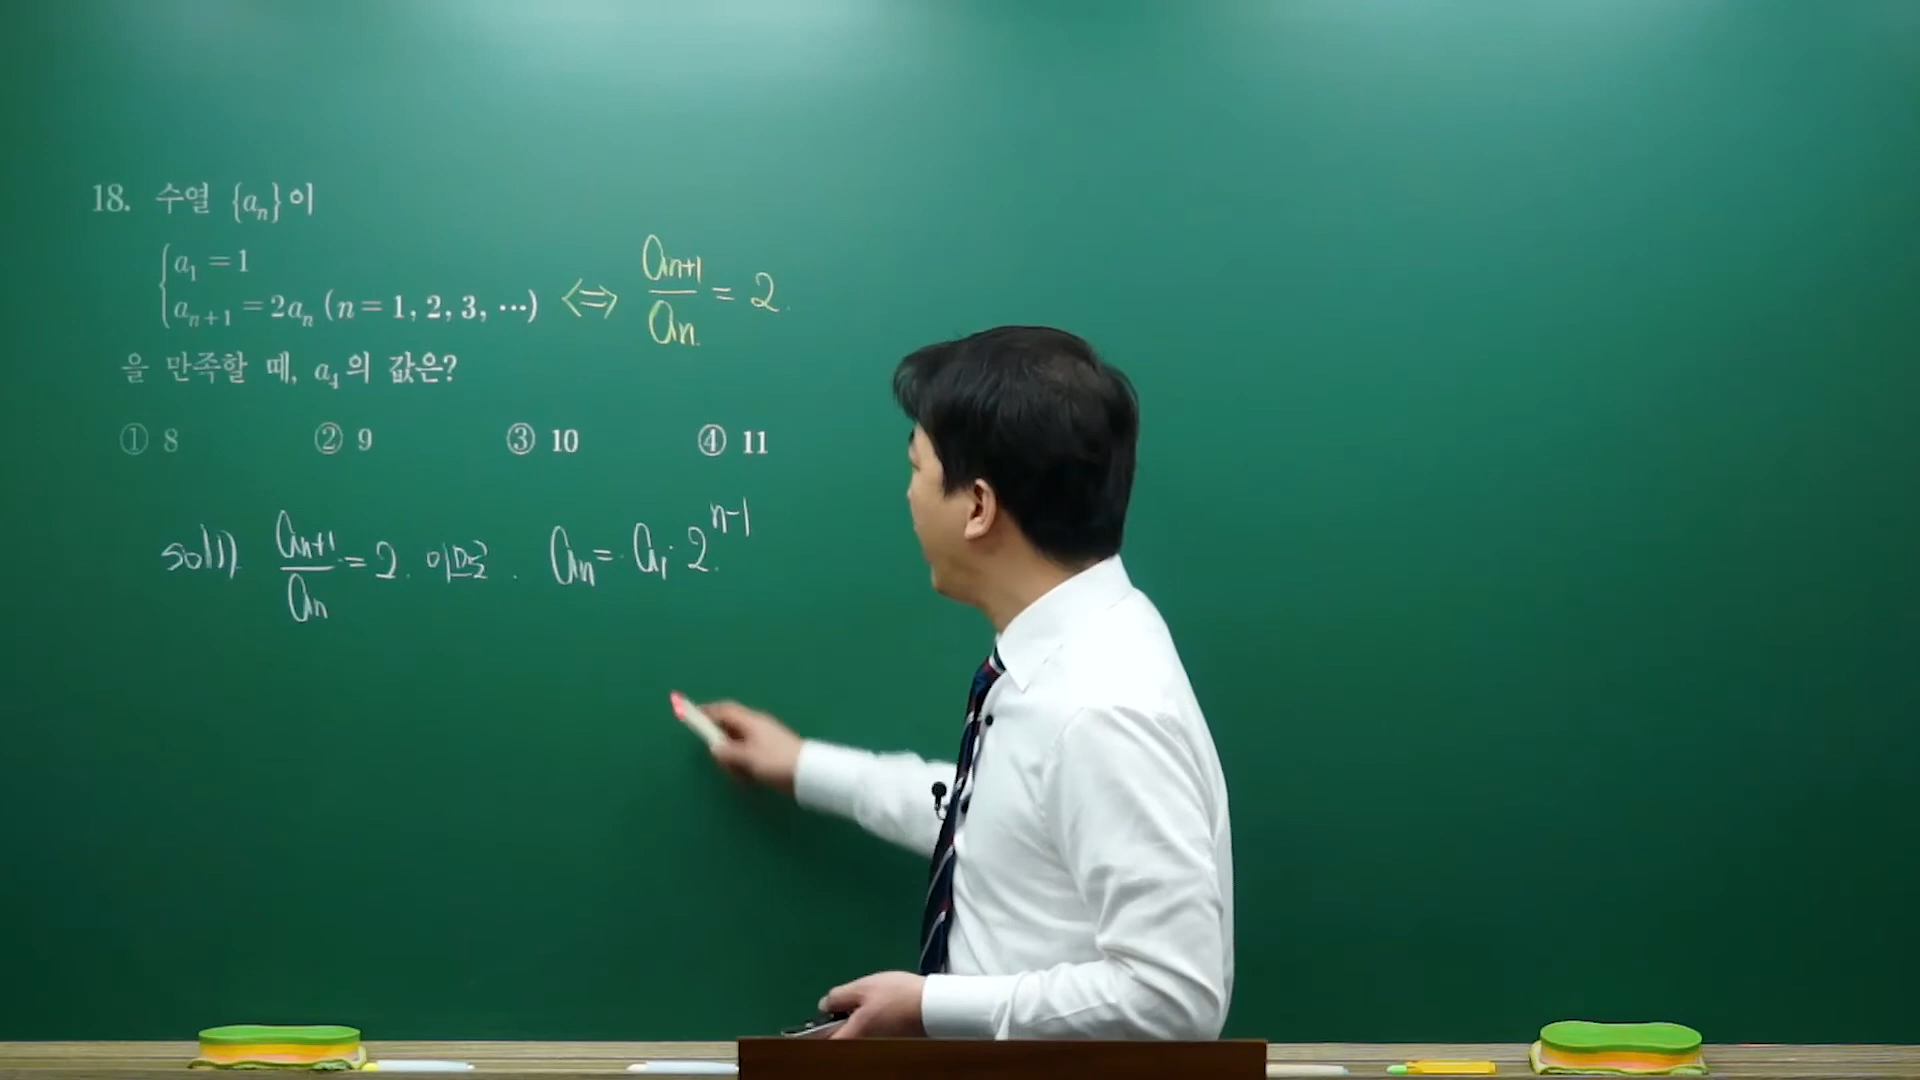 18. 수열 {aₙ}이
a₁ = 1
aₙ₊₁ = 2aₙ (n = 1, 2, 3, ⋯) ⟺ aₙ₊₁/aₙ = 2.
을 만족할 때, a₄의 값은?
① 8 ② 9 ③ 10 ④ 11
sol1) aₙ₊₁/aₙ = 2. 이므로. aₙ = a₁·2ⁿ⁻¹